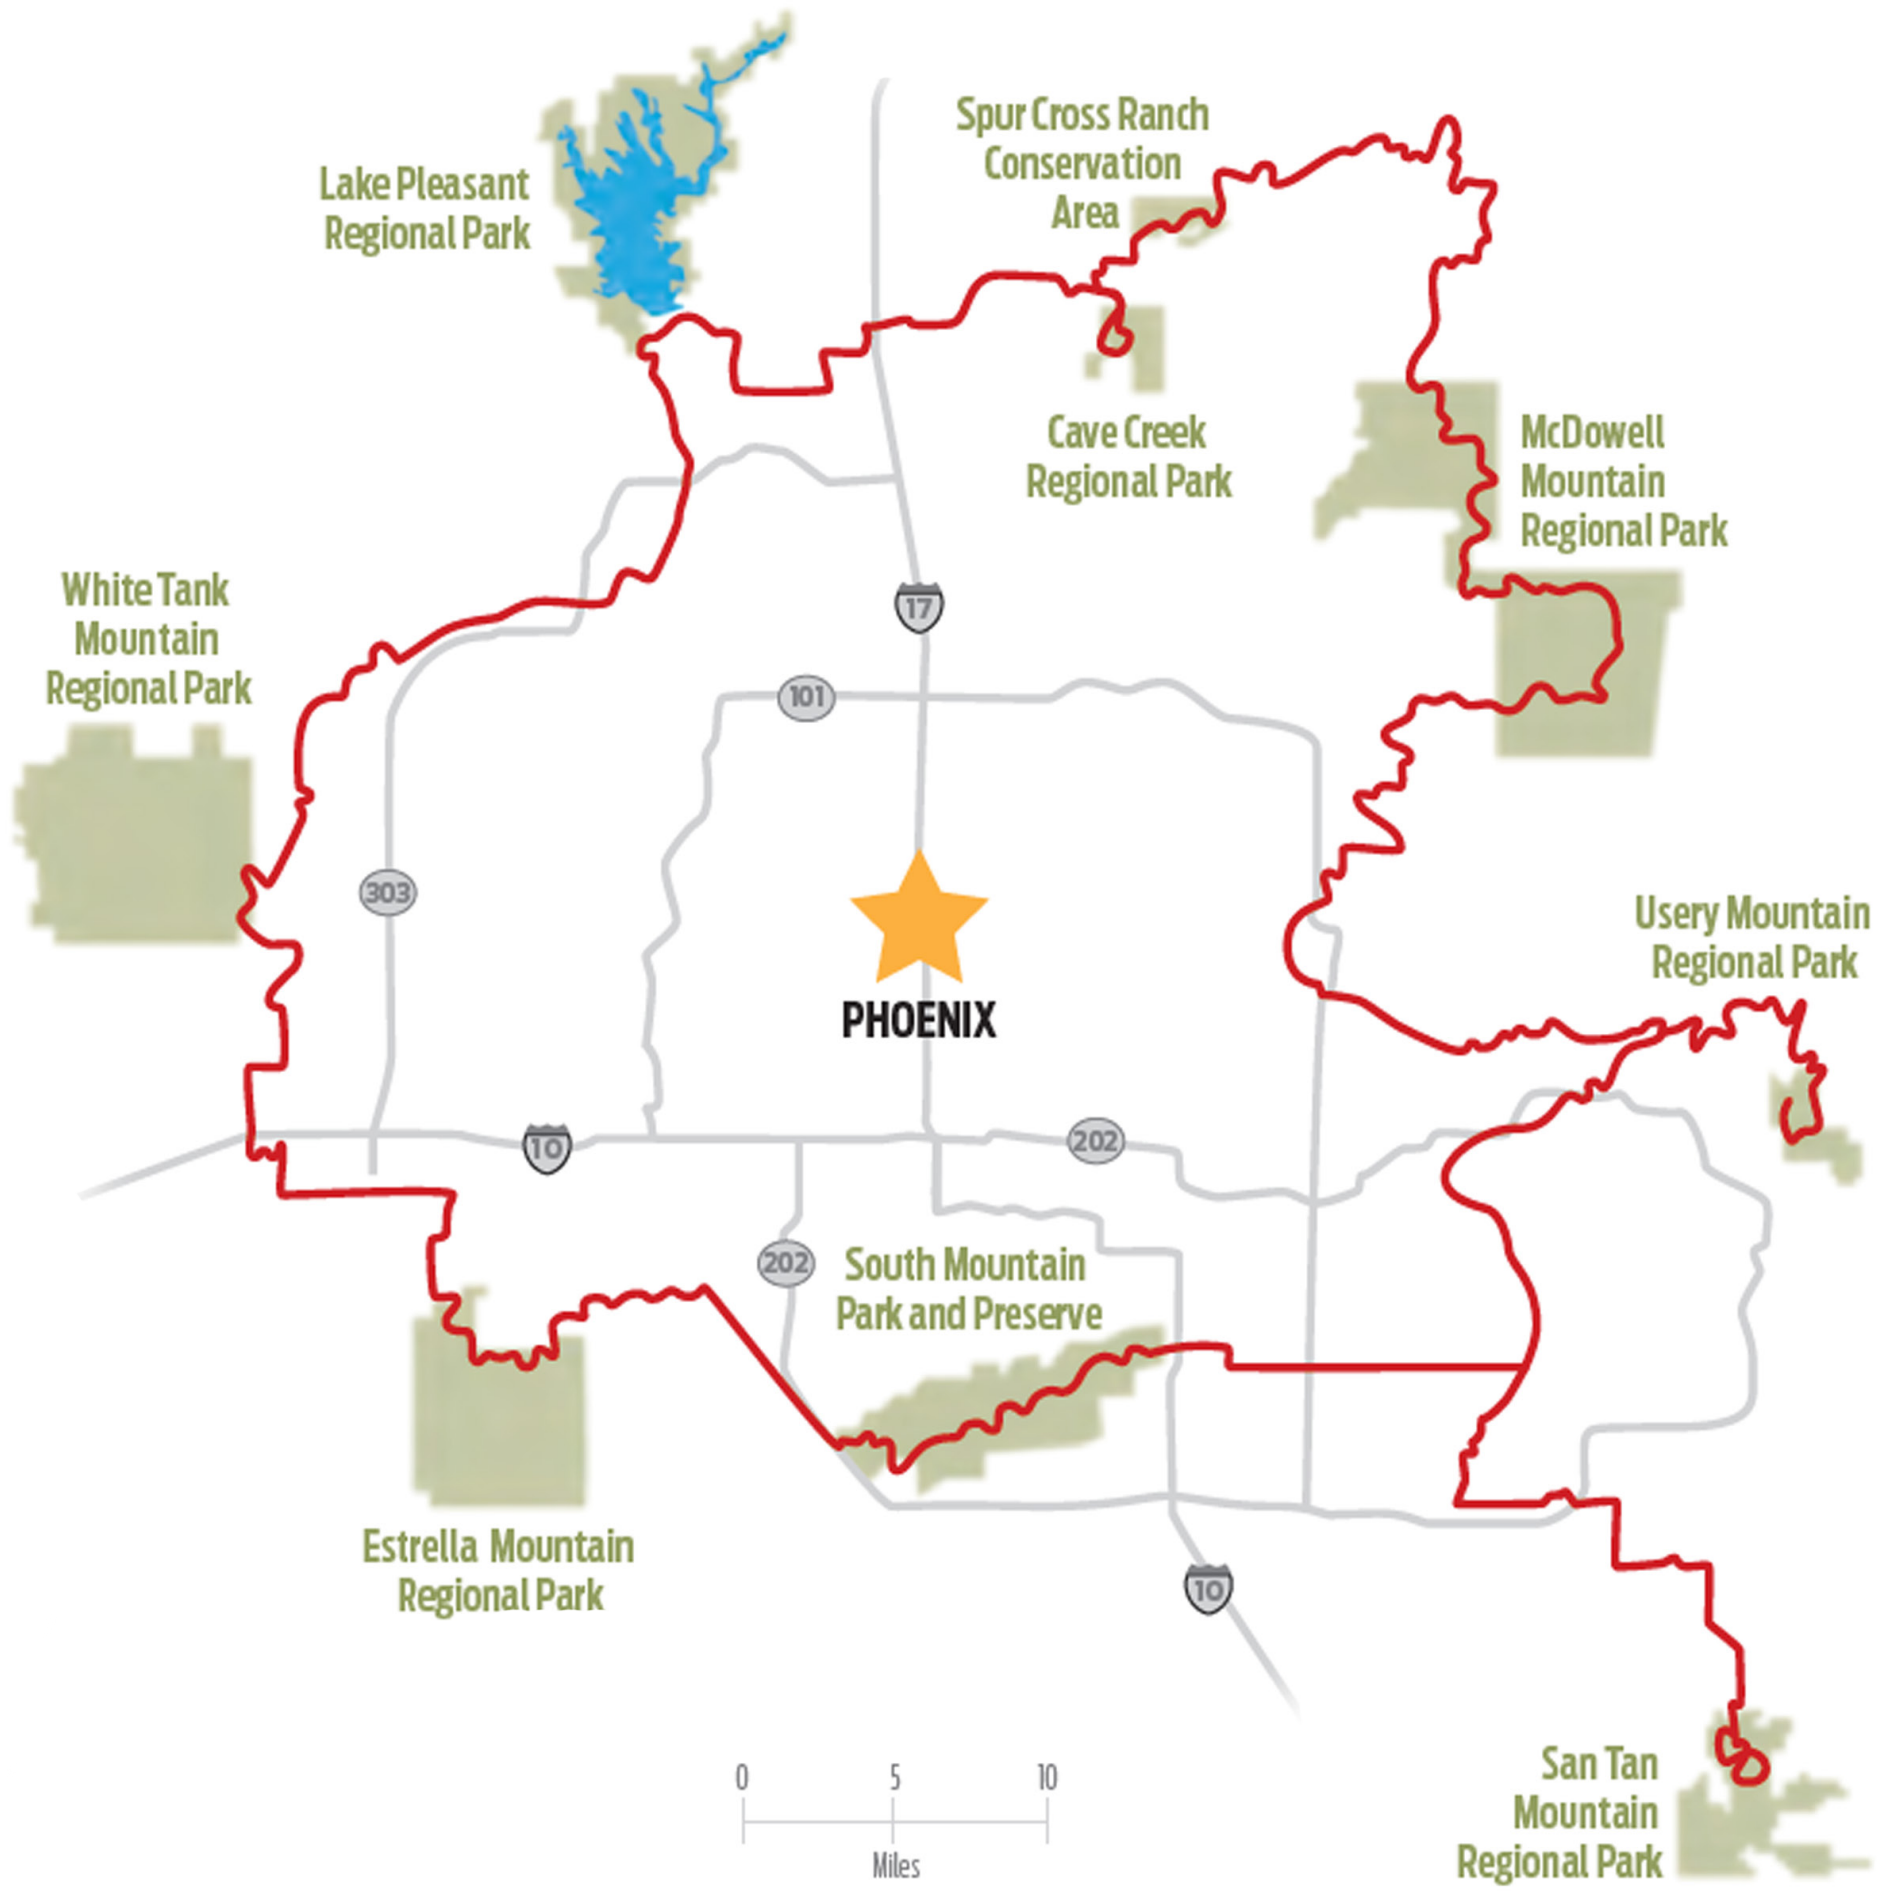 Lake Pleasant
Regional Park
Spur Cross Ranch
Conservation
Area
Cave Creek
Regional Park
McDowell
Mountain
Regional Park
White Tank
Mountain
Regional Park
17
101
303
Usery Mountain
Regional Park
PHOENIX
10
202
202
South Mountain
Park and Preserve
Estrella Mountain
Regional Park
10
San Tan
Mountain
Regional Park
0 5 10
Miles